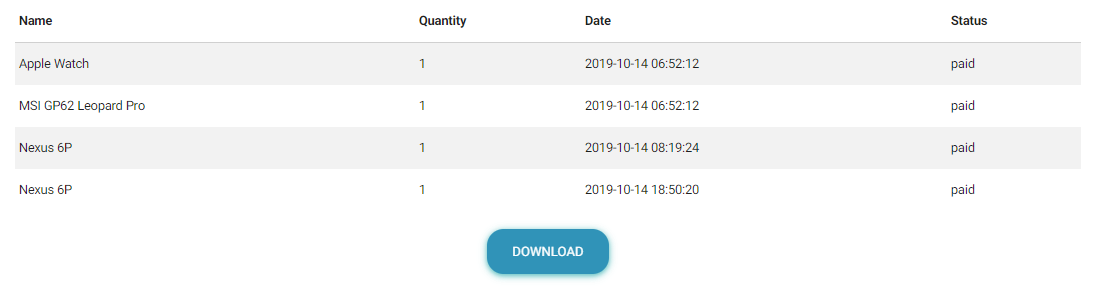 Name Quantity Date Status
Apple Watch 1 2019-10-14 06:52:12 paid
MSI GP62 Leopard Pro 1 2019-10-14 06:52:12 paid
Nexus 6P 1 2019-10-14 08:19:24 paid
Nexus 6P 1 2019-10-14 18:50:20 paid
DOWNLOAD